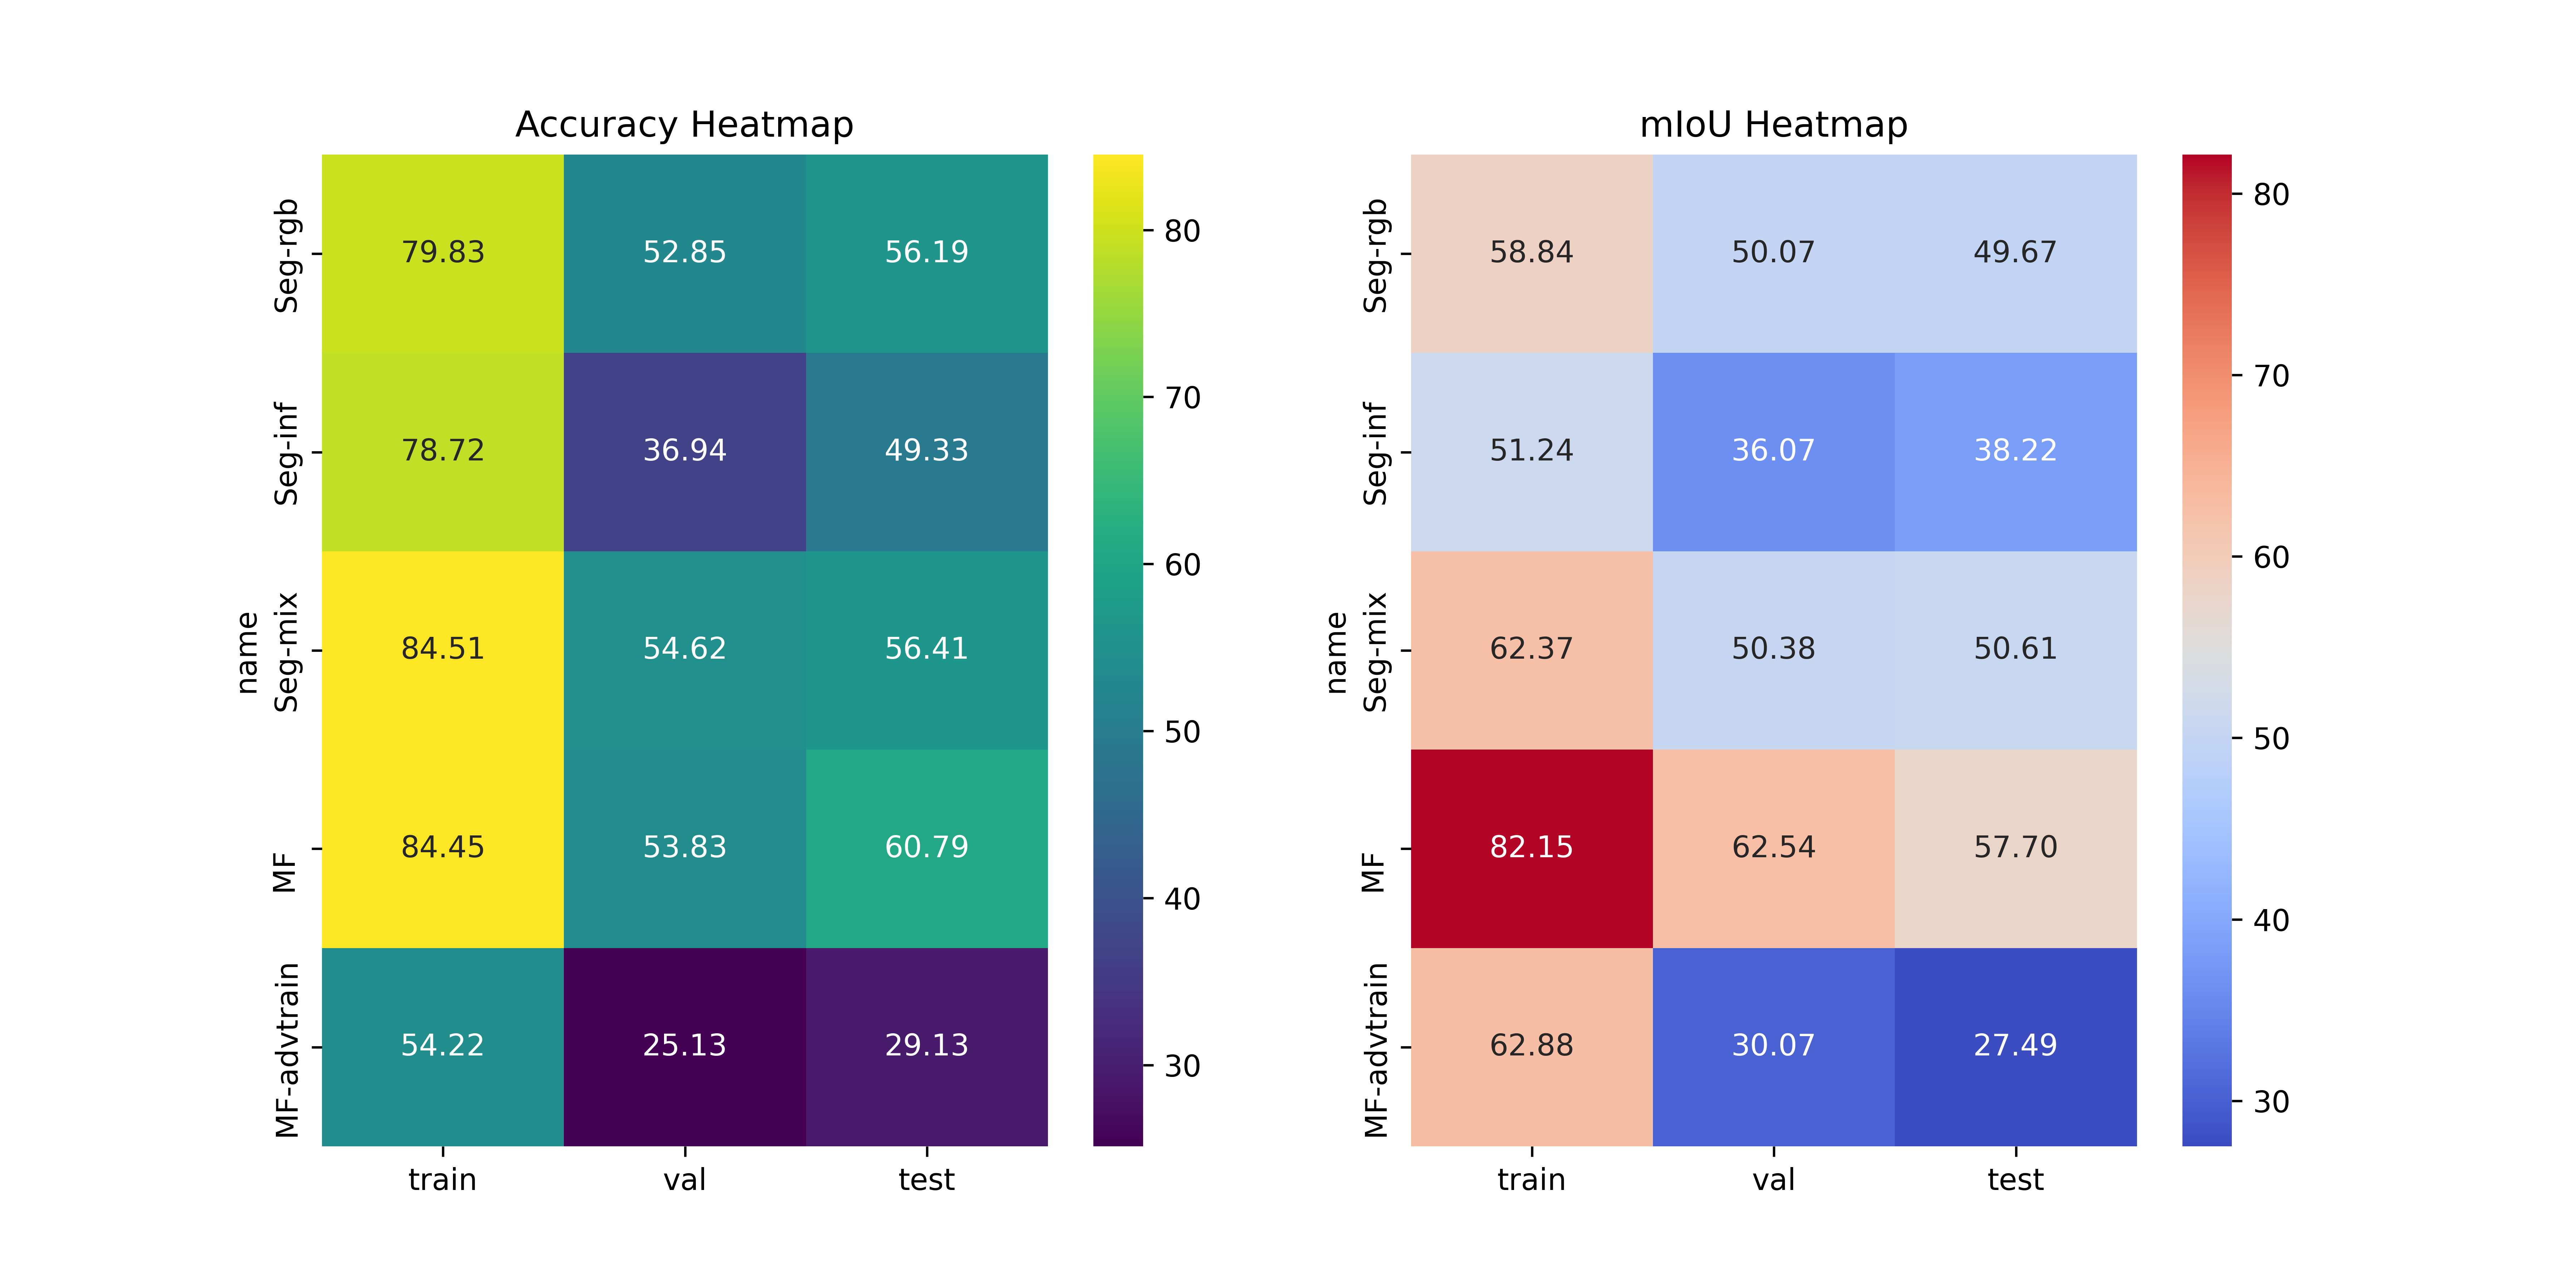 Accuracy Heatmap
name
Seg-rgb
79.83 52.85 56.19
Seg-inf
78.72 36.94 49.33
Seg-mix
84.51 54.62 56.41
MF
84.45 53.83 60.79
MF-advtrain
54.22 25.13 29.13
train val test
80
70
60
50
40
30
mIoU Heatmap
name
Seg-rgb
58.84 50.07 49.67
Seg-inf
51.24 36.07 38.22
Seg-mix
62.37 50.38 50.61
MF
82.15 62.54 57.70
MF-advtrain
62.88 30.07 27.49
train val test
80
70
60
50
40
30